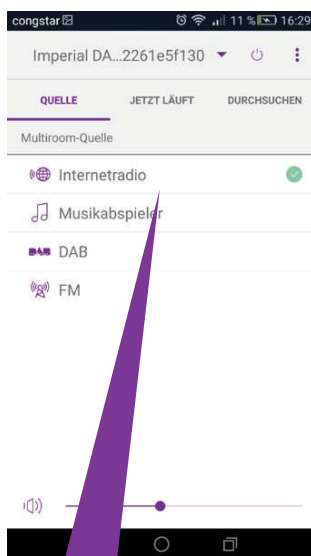 congstar 11 % 16:29
Imperial DA...2261e5f130
QUELLE JETZT LÄUFT DURCHSUCHEN
Multiroom-Quelle
Internetradio
Musikabspieler
DAB DAB
FM